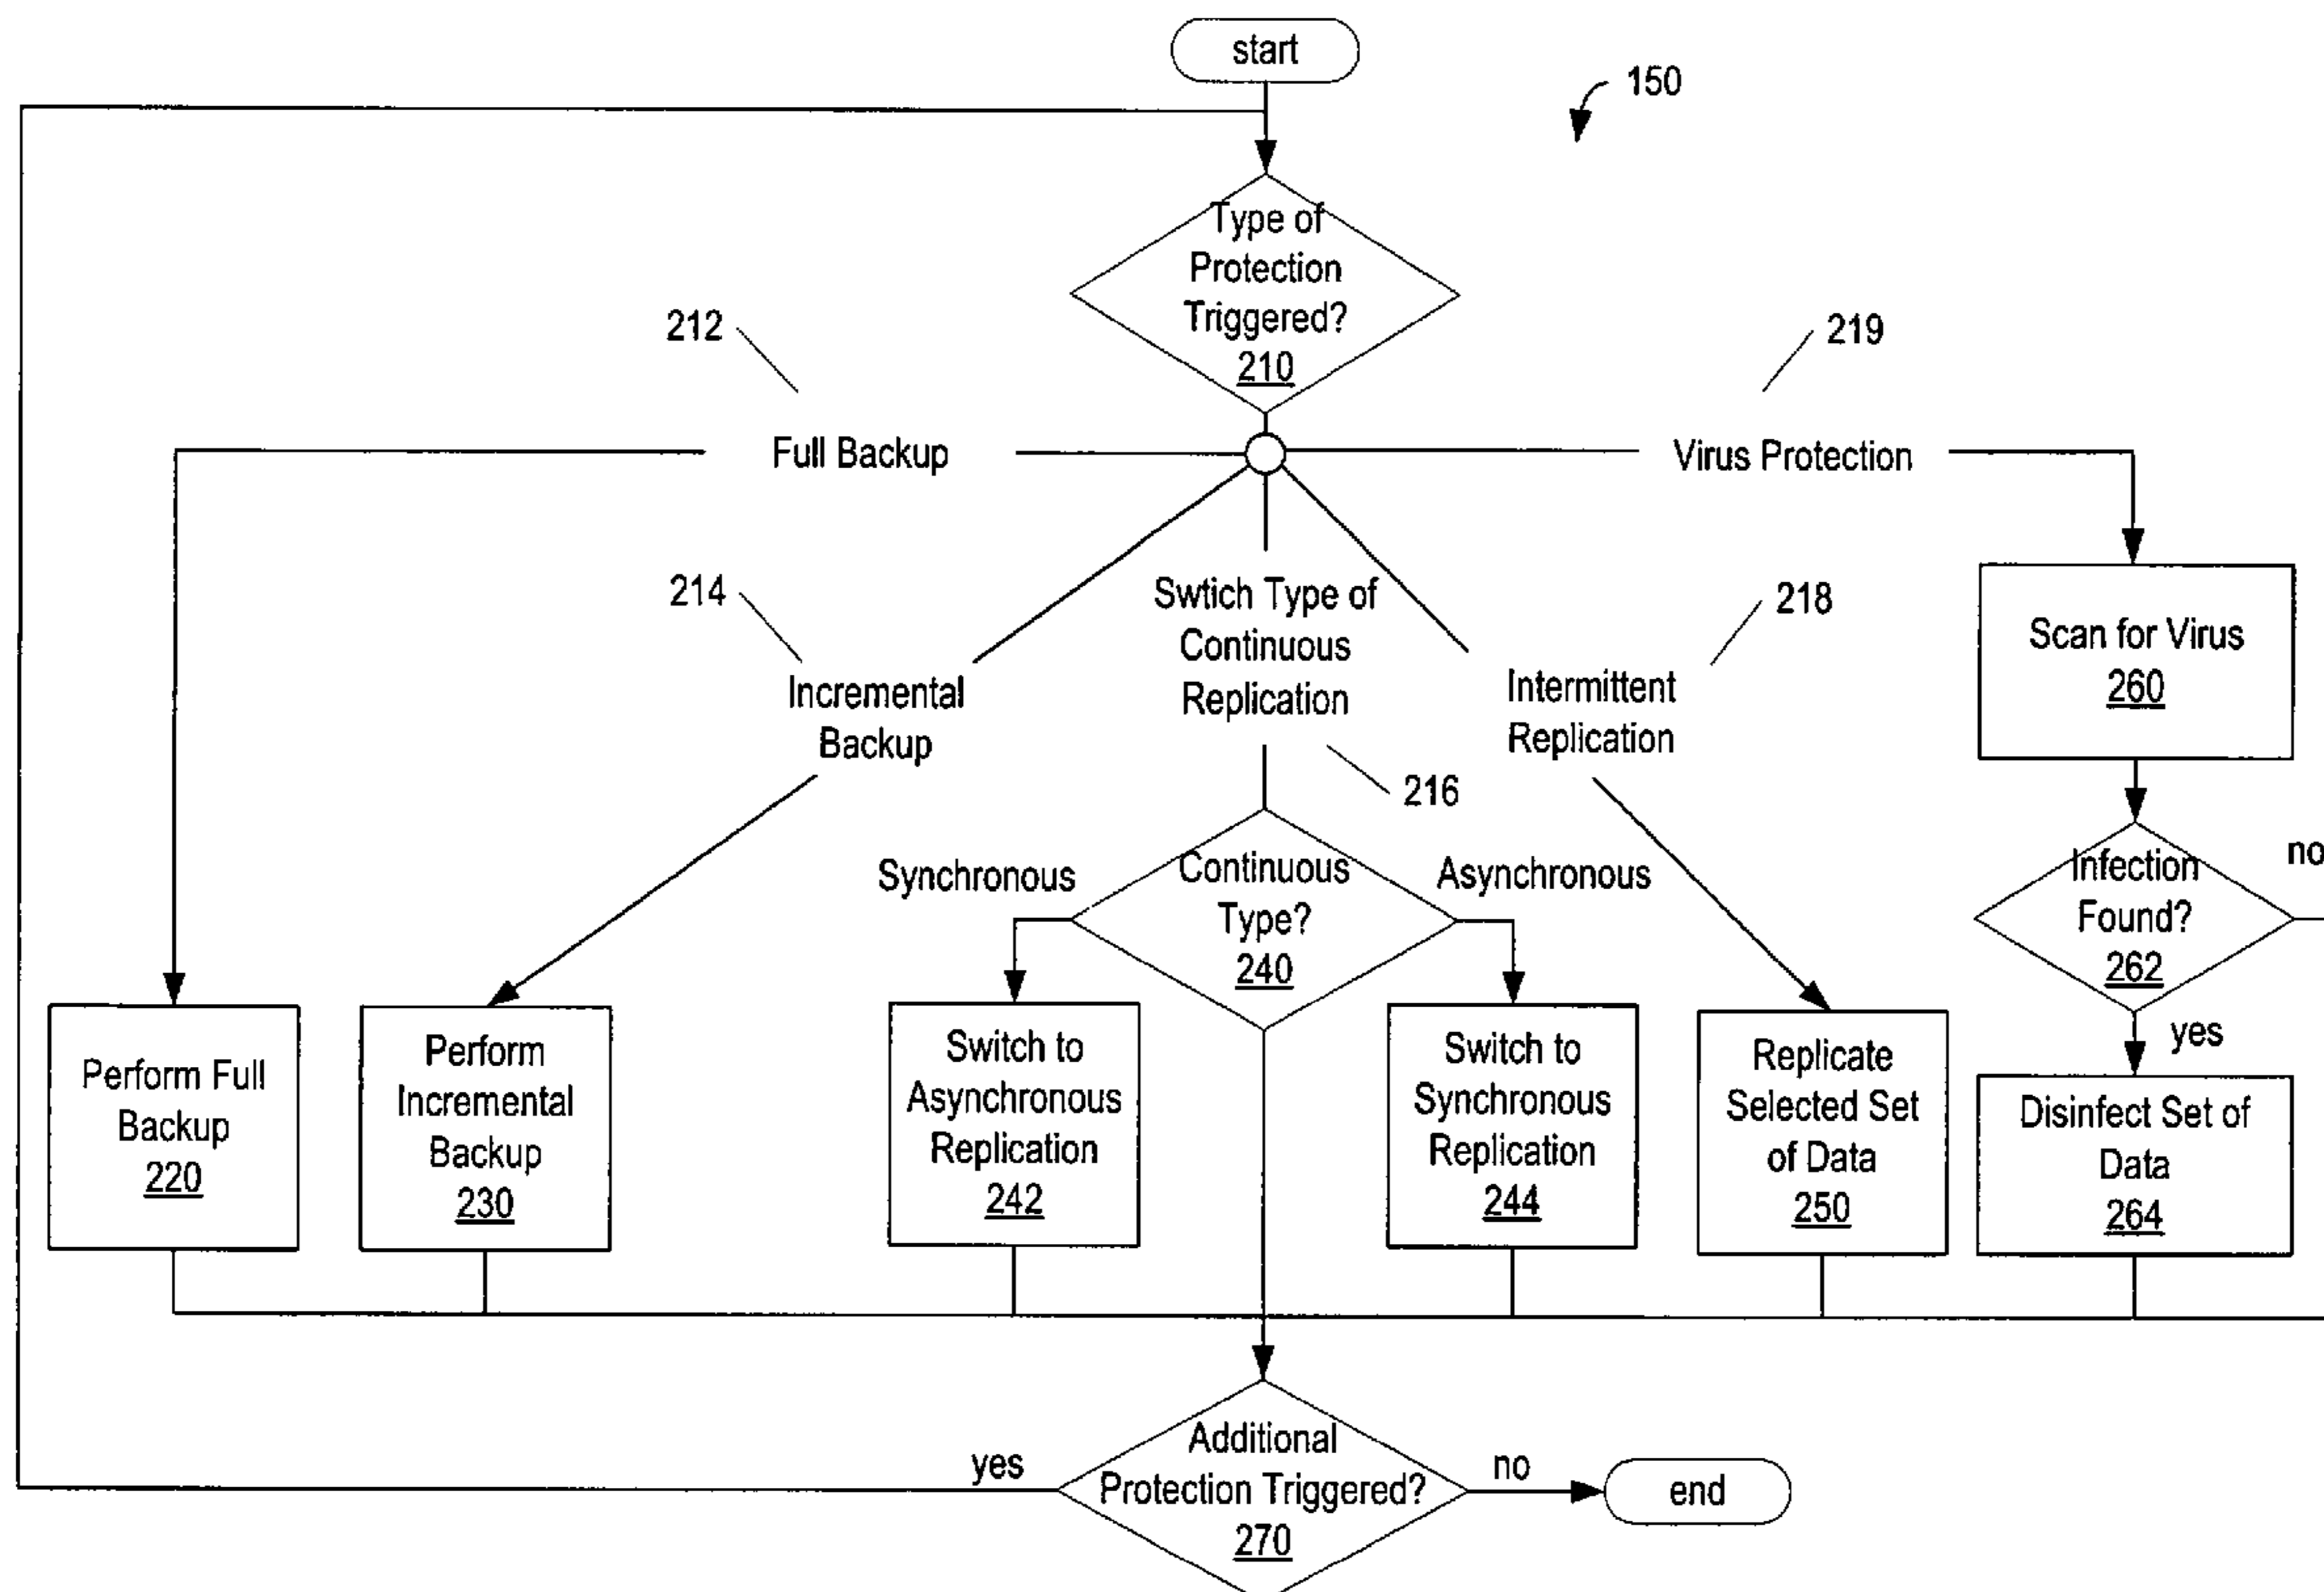 start
150
Type of
Protection
Triggered?
210
212
219
Full Backup
Virus Protection
214
Swtich Type of
Continuous
Replication
218
Incremental
Backup
Intermittent
Replication
216
Scan for Virus
260
Synchronous
Continuous
Type?
240
Asynchronous
Infection
Found?
262
no
yes
Perform Full
Backup
220
Perform
Incremental
Backup
230
Switch to
Asynchronous
Replication
242
Switch to
Synchronous
Replication
244
Replicate
Selected Set
of Data
250
Disinfect Set of
Data
264
yes
Additional
Protection Triggered?
270
no
end